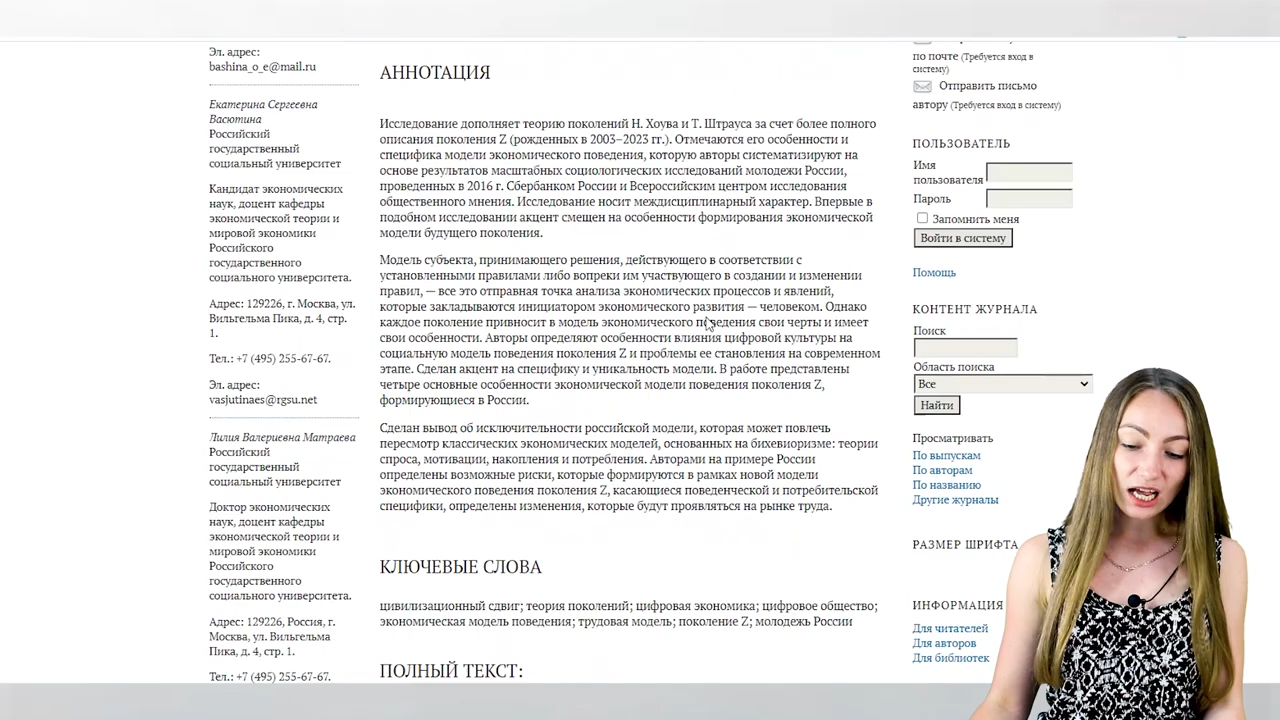 Эл. адрес:
bashina_o_e@mail.ru
Екатерина Сергеевна
Васютина
Российский
государственный
социальный университет
Кандидат экономических
наук, доцент кафедры
экономической теории и
мировой экономики
Российского
государственного
социального университета.
Адрес: 129226, г. Москва, ул.
Вильгельма Пика, д. 4, стр.
1.
Тел.: +7 (495) 255-67-67.
Эл. адрес:
vasjutinaes@rgsu.net
Лилия Валериевна Матраева
Российский
государственный
социальный университет
Доктор экономических
наук, доцент кафедры
экономической теории и
мировой экономики
Российского
государственного
социального университета.
Адрес: 129226, Россия, г.
Москва, ул. Вильгельма
Пика, д. 4, стр. 1.
Тел.: +7 (495) 255-67-67.
АННОТАЦИЯ
Исследование дополняет теорию поколений Н. Хоува и Т. Штрауса за счет более полного
описания поколения Z (рожденных в 2003–2023 гг.). Отмечаются его особенности и
специфика модели экономического поведения, которую авторы систематизируют на
основе результатов масштабных социологических исследований молодежи России,
проведенных в 2016 г. Сбербанком России и Всероссийским центром исследования
общественного мнения. Исследование носит междисциплинарный характер. Впервые в
подобном исследовании акцент смещен на особенности формирования экономической
модели будущего поколения.
Модель субъекта, принимающего решения, действующего в соответствии с
установленными правилами либо вопреки им участвующего в создании и изменении
правил, — все это отправная точка анализа экономических процессов и явлений,
которые закладываются инициатором экономического развития — человеком. Однако
каждое поколение привносит в модель экономического поведения свои черты и имеет
свои особенности. Авторы определяют особенности влияния цифровой культуры на
социальную модель поведения поколения Z и проблемы ее становления на современном
этапе. Сделан акцент на специфику и уникальность модели. В работе представлены
четыре основные особенности экономической модели поведения поколения Z,
формирующиеся в России.
Сделан вывод об исключительности российской модели, которая может повлечь
пересмотр классических экономических моделей, основанных на бихевиоризме: теории
спроса, мотивации, накопления и потребления. Авторами на примере России
определены возможные риски, которые формируются в рамках новой модели
экономического поведения поколения Z, касающиеся поведенческой и потребительской
специфики, определены изменения, которые будут проявляться на рынке труда.
КЛЮЧЕВЫЕ СЛОВА
цивилизационный сдвиг; теория поколений; цифровая экономика; цифровое общество;
экономическая модель поведения; трудовая модель; поколение Z; молодежь России
ПОЛНЫЙ ТЕКСТ:
по почте (Требуется вход в
систему)
Отправить письмо
автору (Требуется вход в систему)
ПОЛЬЗОВАТЕЛЬ
Имя
пользователя
Пароль
Запомнить меня
Войти в систему
Помощь
КОНТЕНТ ЖУРНАЛА
Поиск
Область поиска
Все
Найти
Просматривать
По выпускам
По авторам
По названию
Другие журналы
РАЗМЕР ШРИФТА
ИНФОРМАЦИЯ
Для читателей
Для авторов
Для библиотек